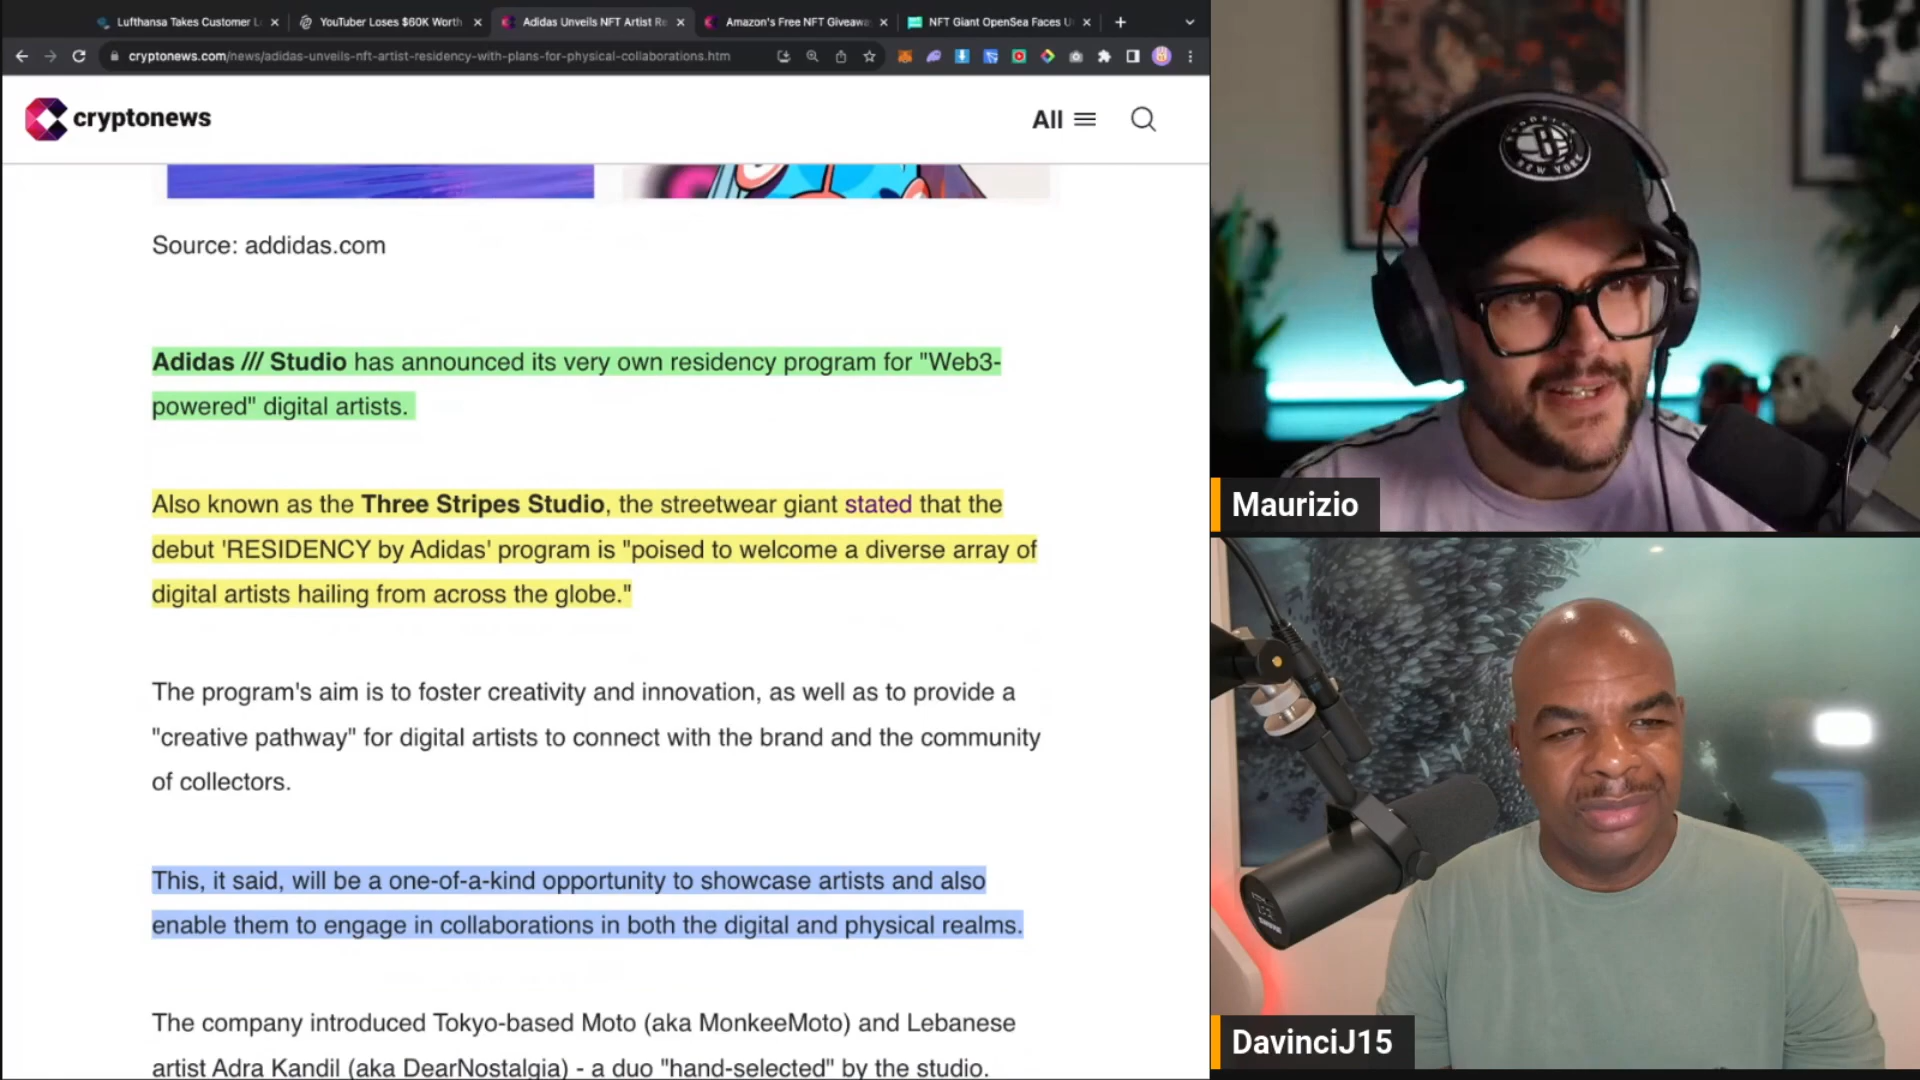 Lufthansa Takes Customer L
YouTuber Loses $60K Worth
Adidas Unveils NFT Artist Re
Amazon's Free NFT Giveaway
NFT Giant OpenSea Faces U
cryptonews.com/news/adidas-unveils-nft-artist-residency-with-plans-for-physical-collaborations.htm
cryptonews
All
Source: addidas.com
Adidas /// Studio has announced its very own residency program for "Web3-
powered" digital artists.
Also known as the Three Stripes Studio, the streetwear giant stated that the
debut 'RESIDENCY by Adidas' program is "poised to welcome a diverse array of
digital artists hailing from across the globe."
The program's aim is to foster creativity and innovation, as well as to provide a
"creative pathway" for digital artists to connect with the brand and the community
of collectors.
This, it said, will be a one-of-a-kind opportunity to showcase artists and also
enable them to engage in collaborations in both the digital and physical realms.
The company introduced Tokyo-based Moto (aka MonkeeMoto) and Lebanese
artist Adra Kandil (aka DearNostalgia) - a duo "hand-selected" by the studio.
BROOKLYN
B
NEW YORK
Maurizio
SHURE
DavinciJ15